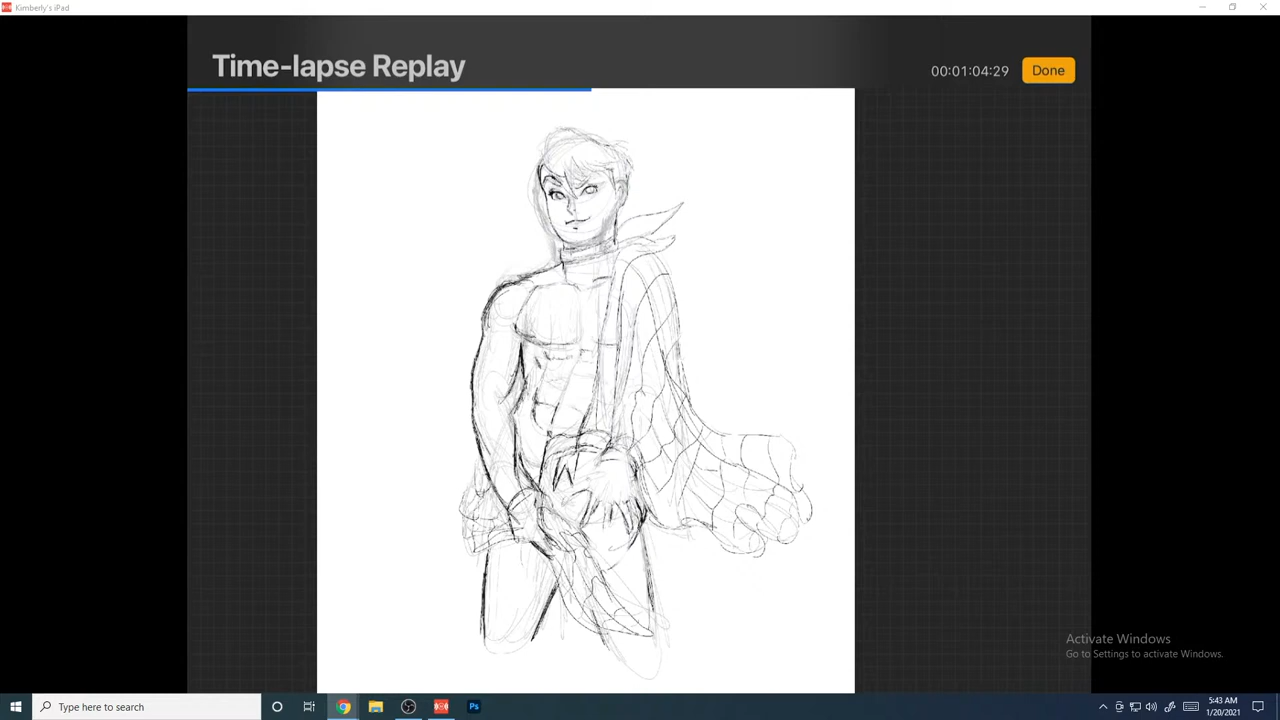 Kimberly's iPad
Time-lapse Replay
00:01:04:29
Done
Activate Windows
Go to Settings to activate Windows.
Type here to search
Ps
5:43 AM
1/20/2021